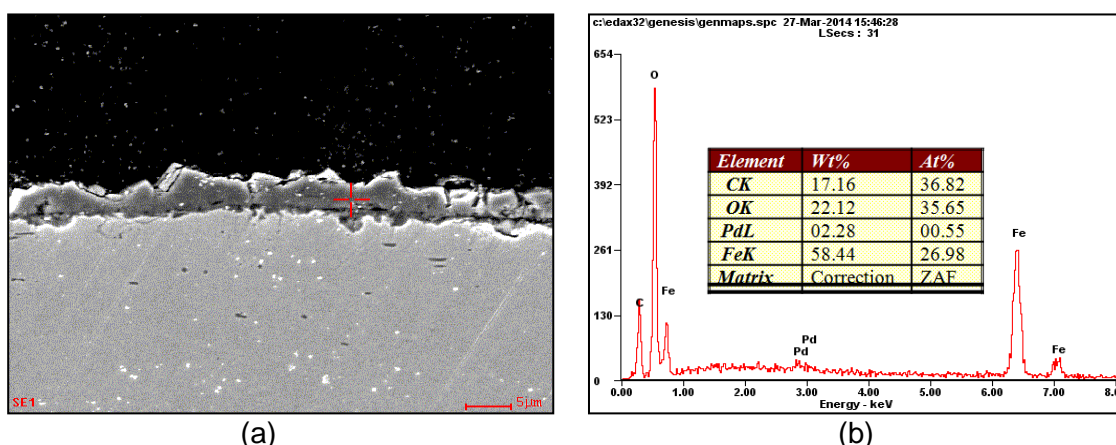 SE1
5µm
(a)
c:\edax32\genesis\genmaps.spc 27-Mar-2014 15:46:28
LSecs : 31
654
523
392
261
130
0
O
C
Fe
Pd
Pd
Fe
Fe
Element Wt% At%
CK 17.16 36.82
OK 22.12 35.65
PdL 02.28 00.55
FeK 58.44 26.98
Matrix Correction ZAF
0.00 1.00 2.00 3.00 4.00 5.00 6.00 7.00 8.0
Energy - keV
(b)